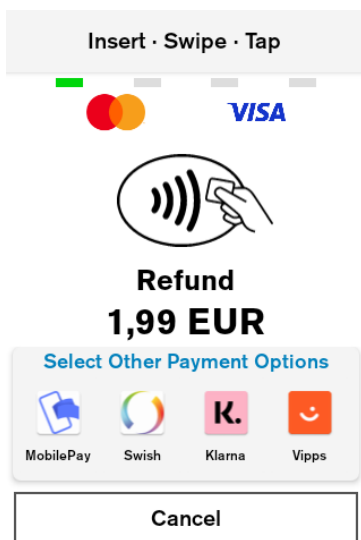 Insert · Swipe · Tap
VISA
Refund
1,99 EUR
Select Other Payment Options
K.
MobilePay Swish Klarna Vipps
Cancel